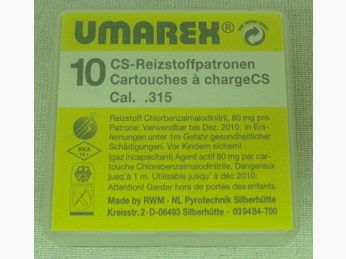 UMAREX®
10 CS-Reizstoffpatronen
Cartouches à chargeCS
Cal. .315
Reizstoff Chlorbenzalmalodinitril, 80 mg pro
Patrone. Verwendbar bis Dez. 2010. In Ent-
fernungen unter 1m Gefahr gesundheitlicher
Schädigungen. Vor Kindern sichern!
(gaz incapacitant) Agent actif 80 mg par car-
touche Chlorebenzalmalodinitrile. Dangereux
jusqu'à 1 m. Utilisable jusqu'à déc 2010.
Attention! Garder hors de portée des enfants.
BKA
Made by RWM - NL Pyrotechnik Silberhütte
Kreisstr. 2 · D-06493 Silberhütte · 039484-700